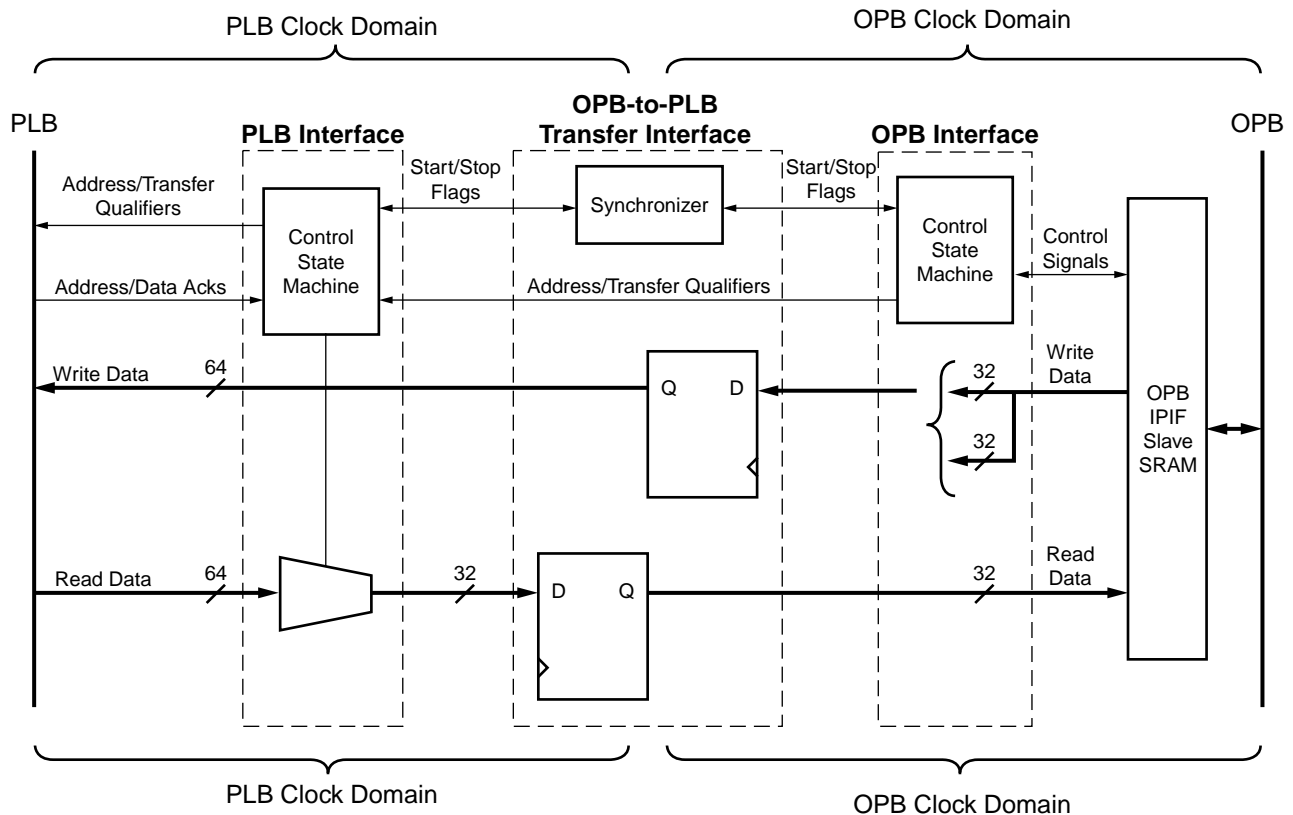 PLB Clock Domain
OPB Clock Domain
PLB
OPB
PLB Interface
OPB-to-PLB
Transfer Interface
OPB Interface
Address/Transfer
Qualifiers
Start/Stop
Flags
Synchronizer
Start/Stop
Flags
Control
State
Machine
Control
State
Machine
Control
Signals
Address/Data Acks
Address/Transfer Qualifiers
Write Data
64
Q D
32
32
Write
Data
OPB
IPIF
Slave
SRAM
Read Data
64
32
D Q
32
Read
Data
PLB Clock Domain
OPB Clock Domain